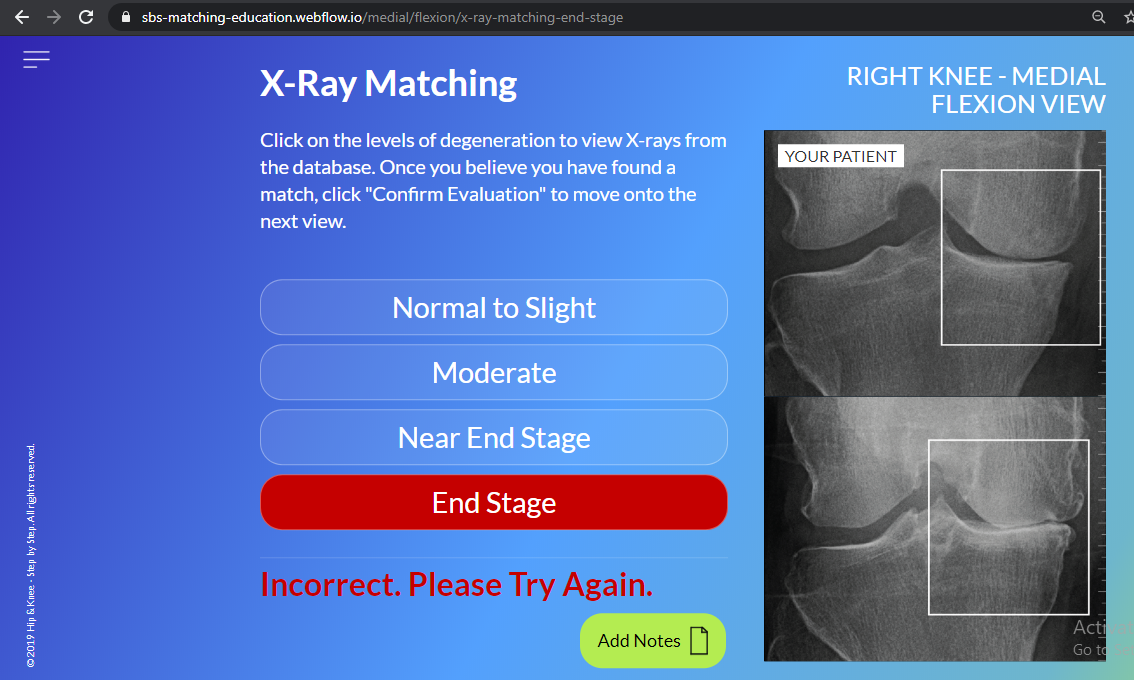 sbs-matching-education.webflow.io/medial/flexion/x-ray-matching-end-stage
X-Ray Matching
Click on the levels of degeneration to view X-rays from
the database. Once you believe you have found a
match, click "Confirm Evaluation" to move onto the
next view.
Normal to Slight
Moderate
Near End Stage
End Stage
Incorrect. Please Try Again.
Add Notes
RIGHT KNEE - MEDIAL
FLEXION VIEW
YOUR PATIENT
©2019 Hip & Knee - Step by Step. All rights reserved.
Go to